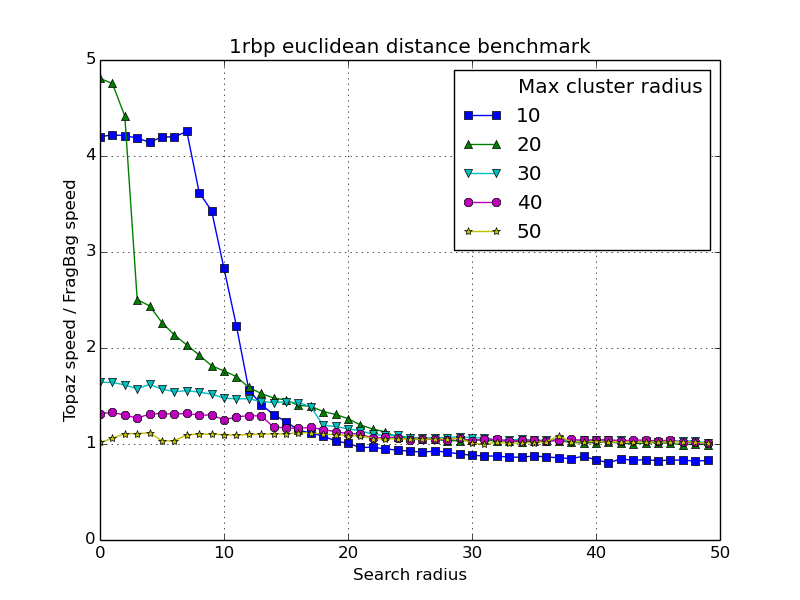 1rbp euclidean distance benchmark
Topaz speed / FragBag speed
5
4
3
2
1
0
Max cluster radius
10
20
30
40
50
0 10 20 30 40 50
Search radius